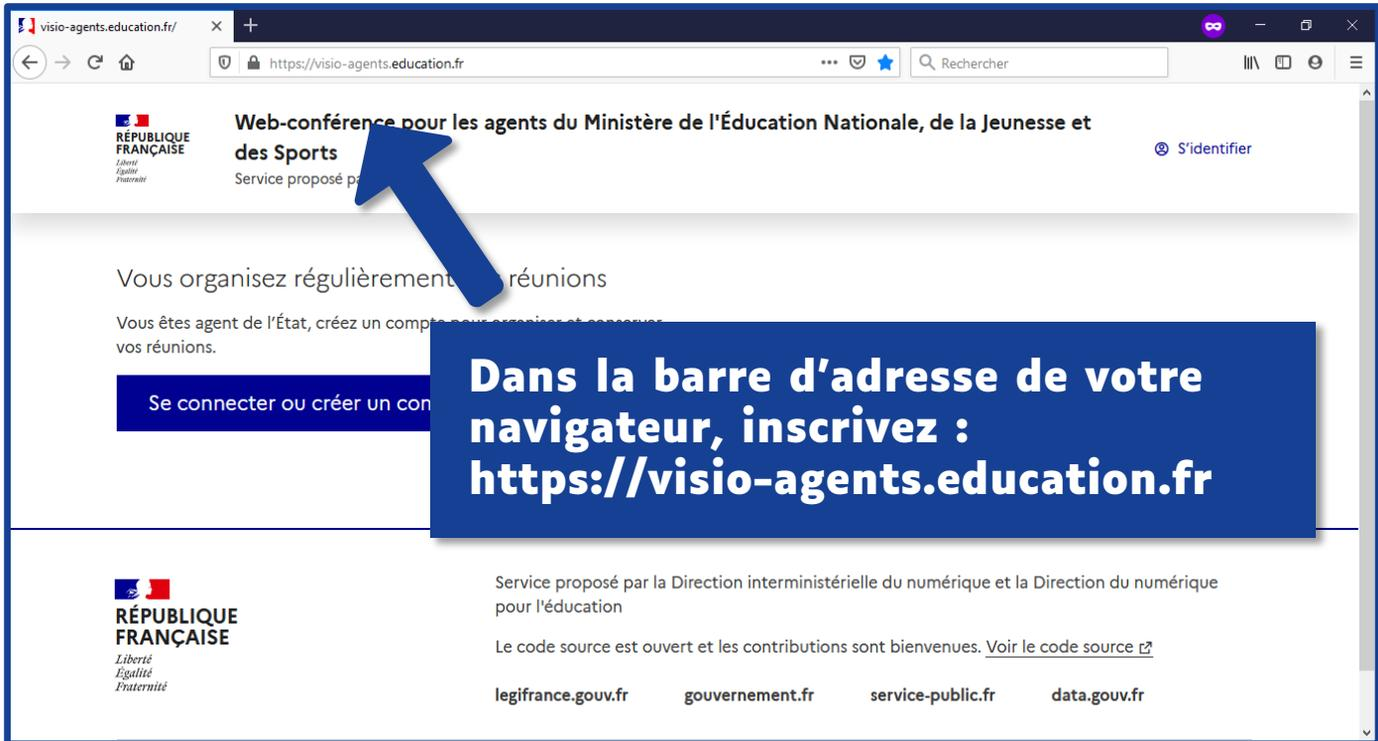 visio-agents.education.fr/
https://visio-agents.education.fr
Rechercher
RÉPUBLIQUE
FRANÇAISE
Liberté
Égalité
Fraternité
Web-conférence pour les agents du Ministère de l'Éducation Nationale, de la Jeunesse et
des Sports
Service proposé pa
S'identifier
Vous organisez régulièrement réunions
Vous êtes agent de l'État, créez un compte pour organiser et conserver
vos réunions.
Se connecter ou créer un com
Dans la barre d'adresse de votre
navigateur, inscrivez :
https://visio-agents.education.fr
RÉPUBLIQUE
FRANÇAISE
Liberté
Égalité
Fraternité
Service proposé par la Direction interministérielle du numérique et la Direction du numérique
pour l'éducation
Le code source est ouvert et les contributions sont bienvenues. Voir le code source
legifrance.gouv.fr gouvernement.fr service-public.fr data.gouv.fr